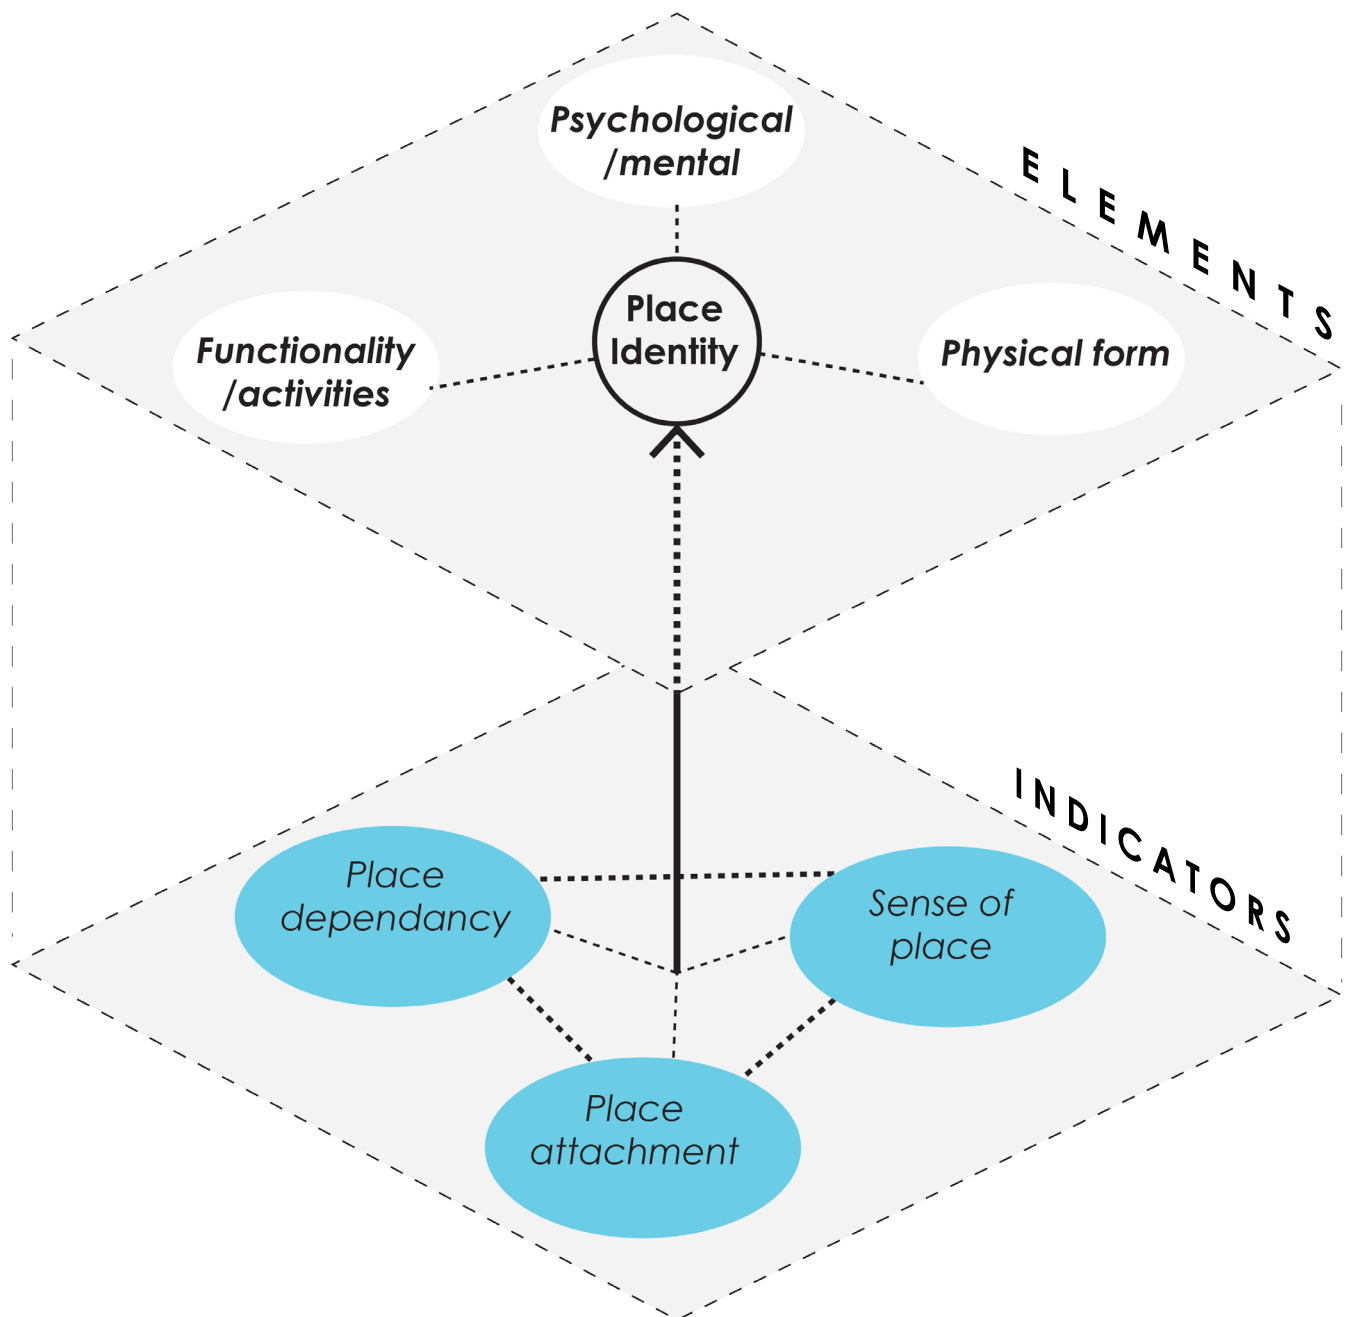 Psychological
/mental
ELEMENTS
Place
Identity
Functionality
/activities
Physical form
INDICATORS
Place
dependancy
Sense of
place
Place
attachment